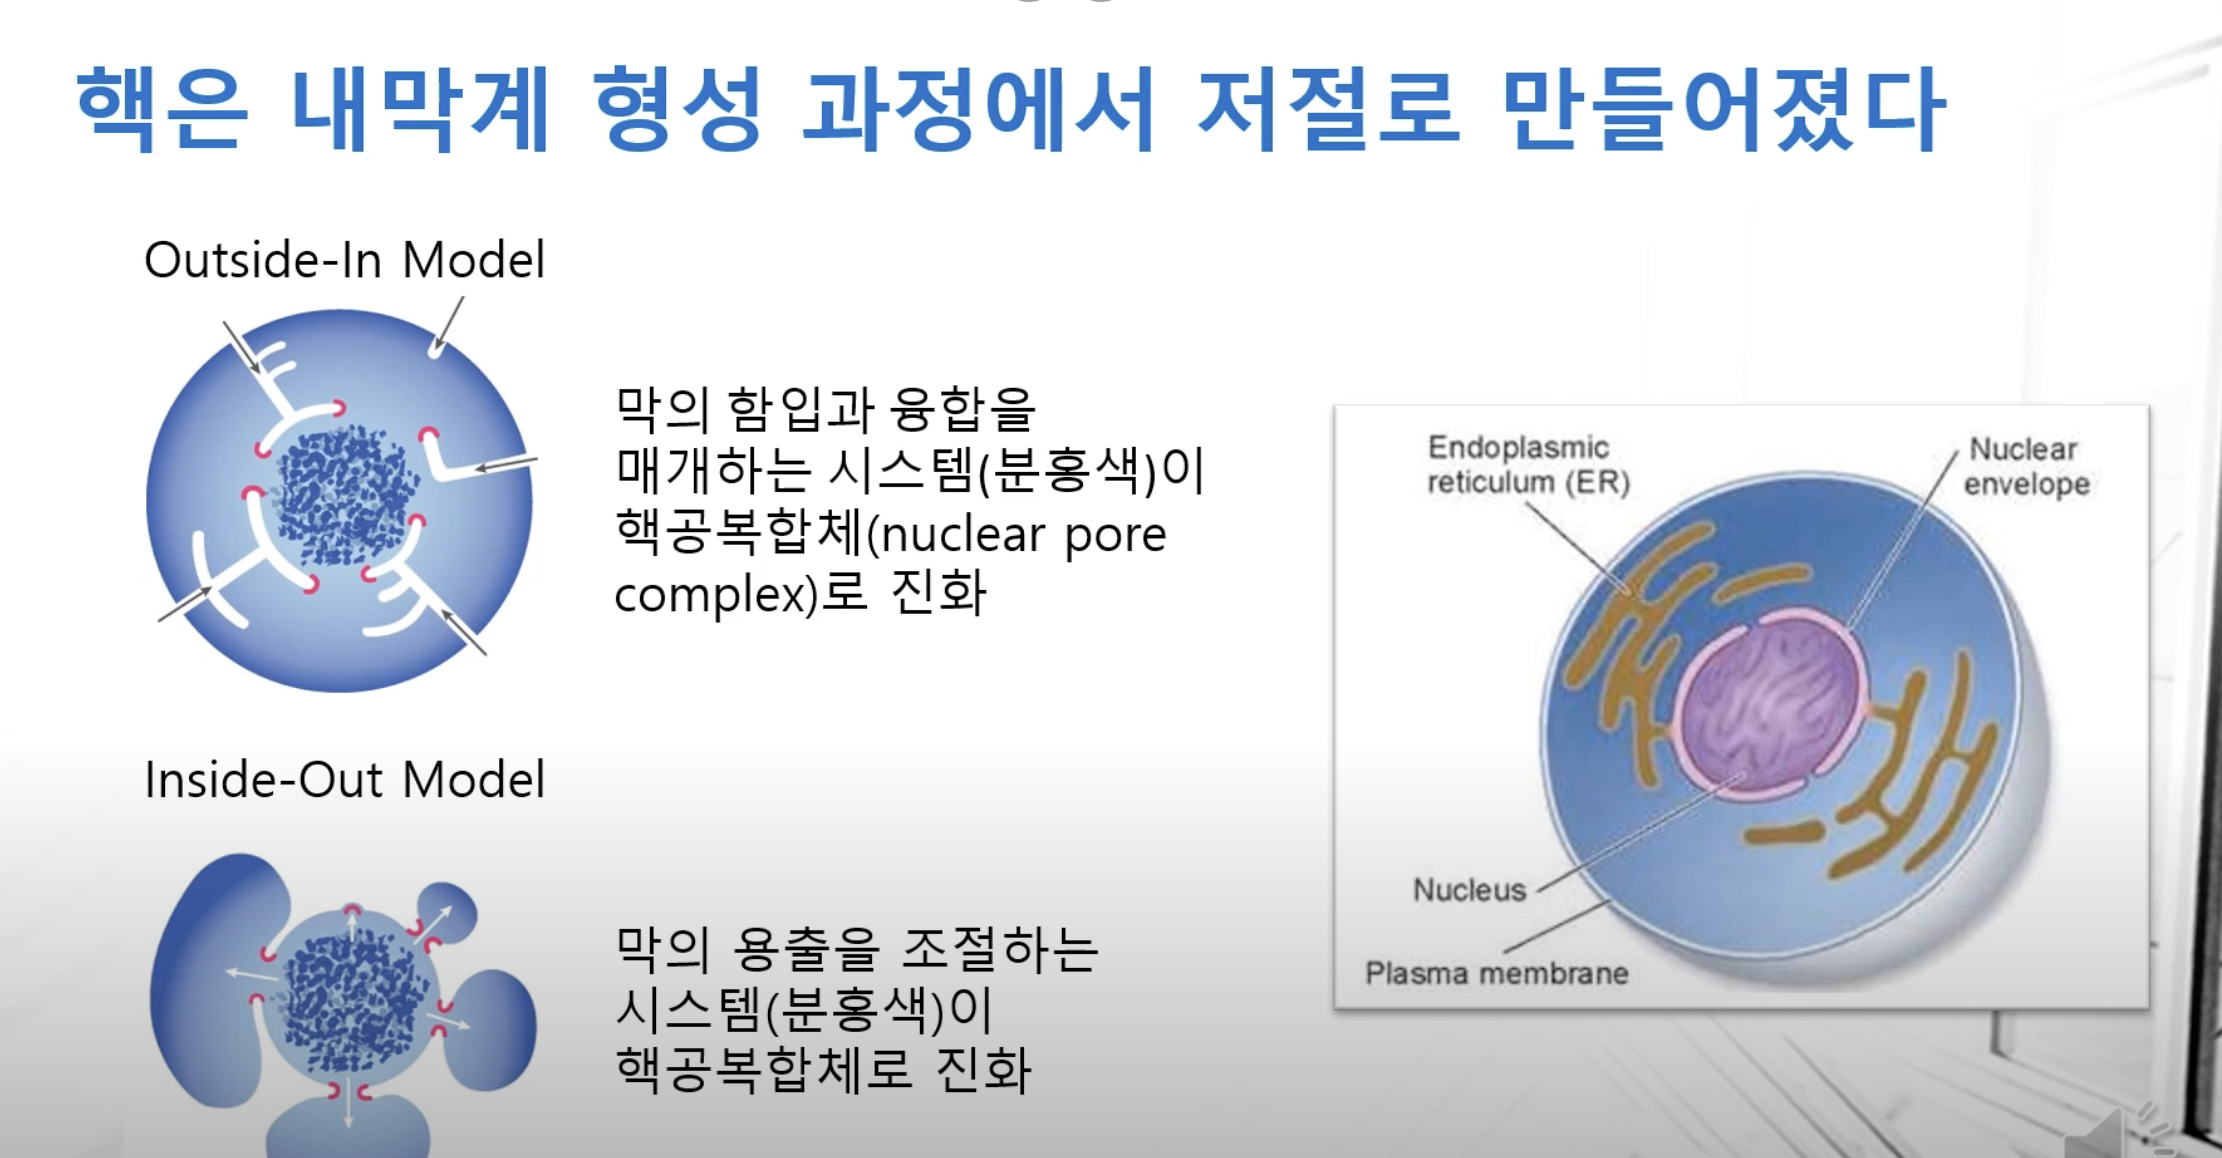 핵은 내막계 형성 과정에서 저절로 만들어졌다
Outside-In Model
막의 함입과 융합을
매개하는 시스템(분홍색)이
핵공복합체(nuclear pore
complex)로 진화
Inside-Out Model
막의 용출을 조절하는
시스템(분홍색)이
핵공복합체로 진화
Endoplasmic
reticulum (ER)
Nuclear
envelope
Nucleus
Plasma membrane